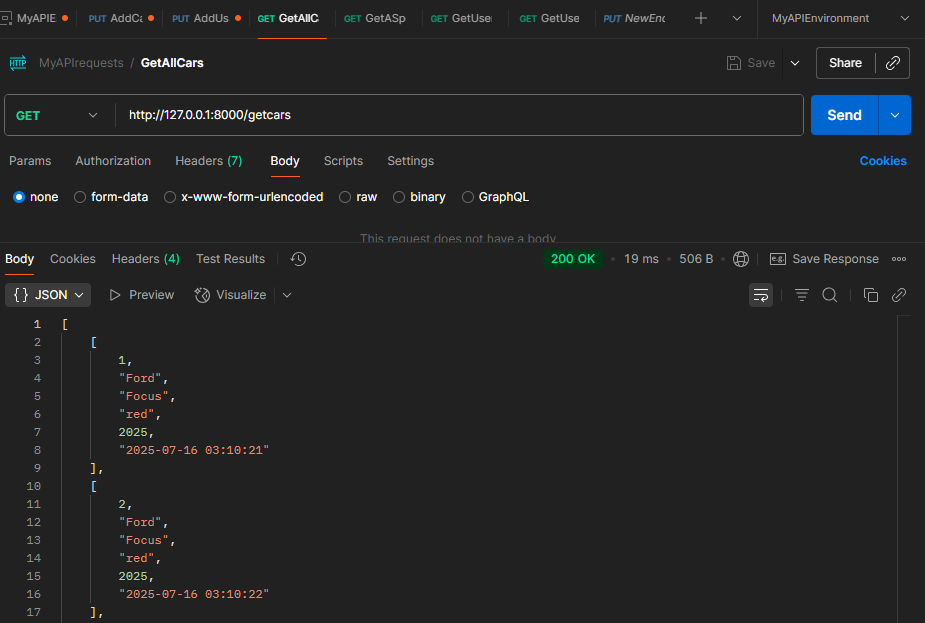 MyAPIE PUT AddCa PUT AddUs GET GetAllC GET GetASp GET GetUse GET GetUse PUT NewEnd MyAPIEnvironment
HTTP MyAPIrequests / GetAllCars Save Share
GET http://127.0.0.1:8000/getcars Send
Params Authorization Headers (7) Body Scripts Settings Cookies
none form-data x-www-form-urlencoded raw binary GraphQL
This request does not have a body
Body Cookies Headers (4) Test Results 200 OK • 19 ms • 506 B • e.g. Save Response
{} JSON Preview Visualize
1 [
2 [
3 1,
4 "Ford",
5 "Focus",
6 "red",
7 2025,
8 "2025-07-16 03:10:21"
9 ],
10 [
11 2,
12 "Ford",
13 "Focus",
14 "red",
15 2025,
16 "2025-07-16 03:10:22"
17 ],